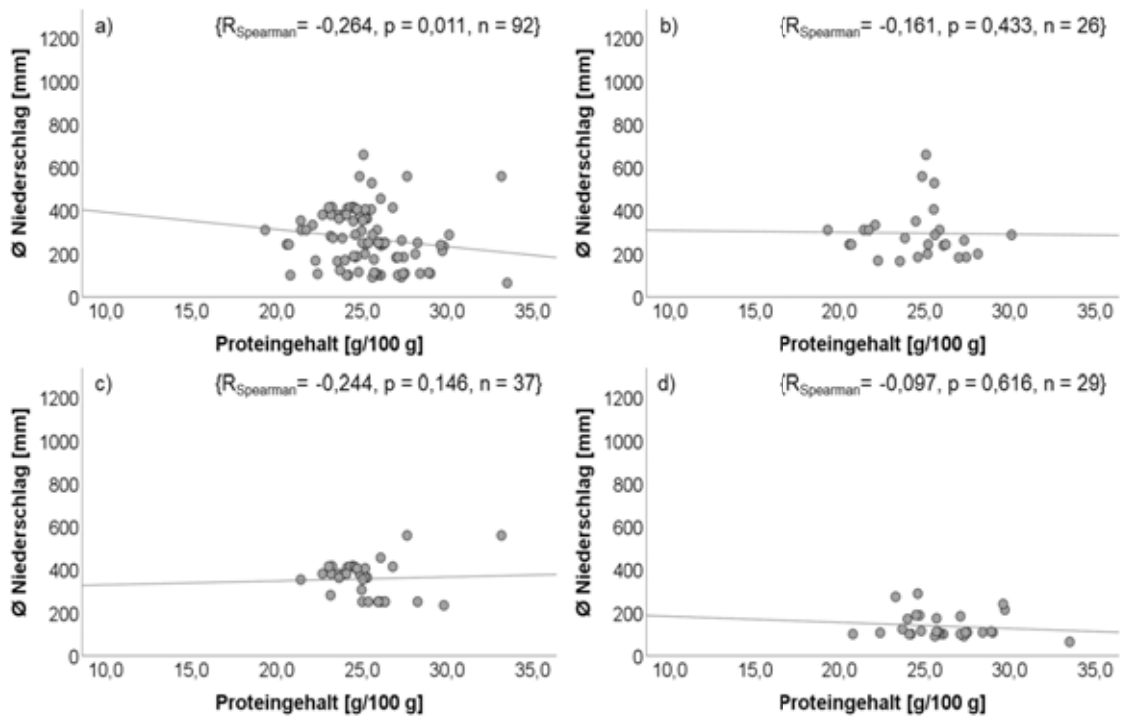 a) {R_Spearman= -0,264, p = 0,011, n = 92}
Ø Niederschlag [mm]
1200
1000
800
600
400
200
0
10,0 15,0 20,0 25,0 30,0 35,0
Proteingehalt [g/100 g]
b) {R_Spearman= -0,161, p = 0,433, n = 26}
Ø Niederschlag [mm]
1200
1000
800
600
400
200
0
10,0 15,0 20,0 25,0 30,0 35,0
Proteingehalt [g/100 g]
c) {R_Spearman= -0,244, p = 0,146, n = 37}
Ø Niederschlag [mm]
1200
1000
800
600
400
200
0
10,0 15,0 20,0 25,0 30,0 35,0
Proteingehalt [g/100 g]
d) {R_Spearman= -0,097, p = 0,616, n = 29}
Ø Niederschlag [mm]
1200
1000
800
600
400
200
0
10,0 15,0 20,0 25,0 30,0 35,0
Proteingehalt [g/100 g]